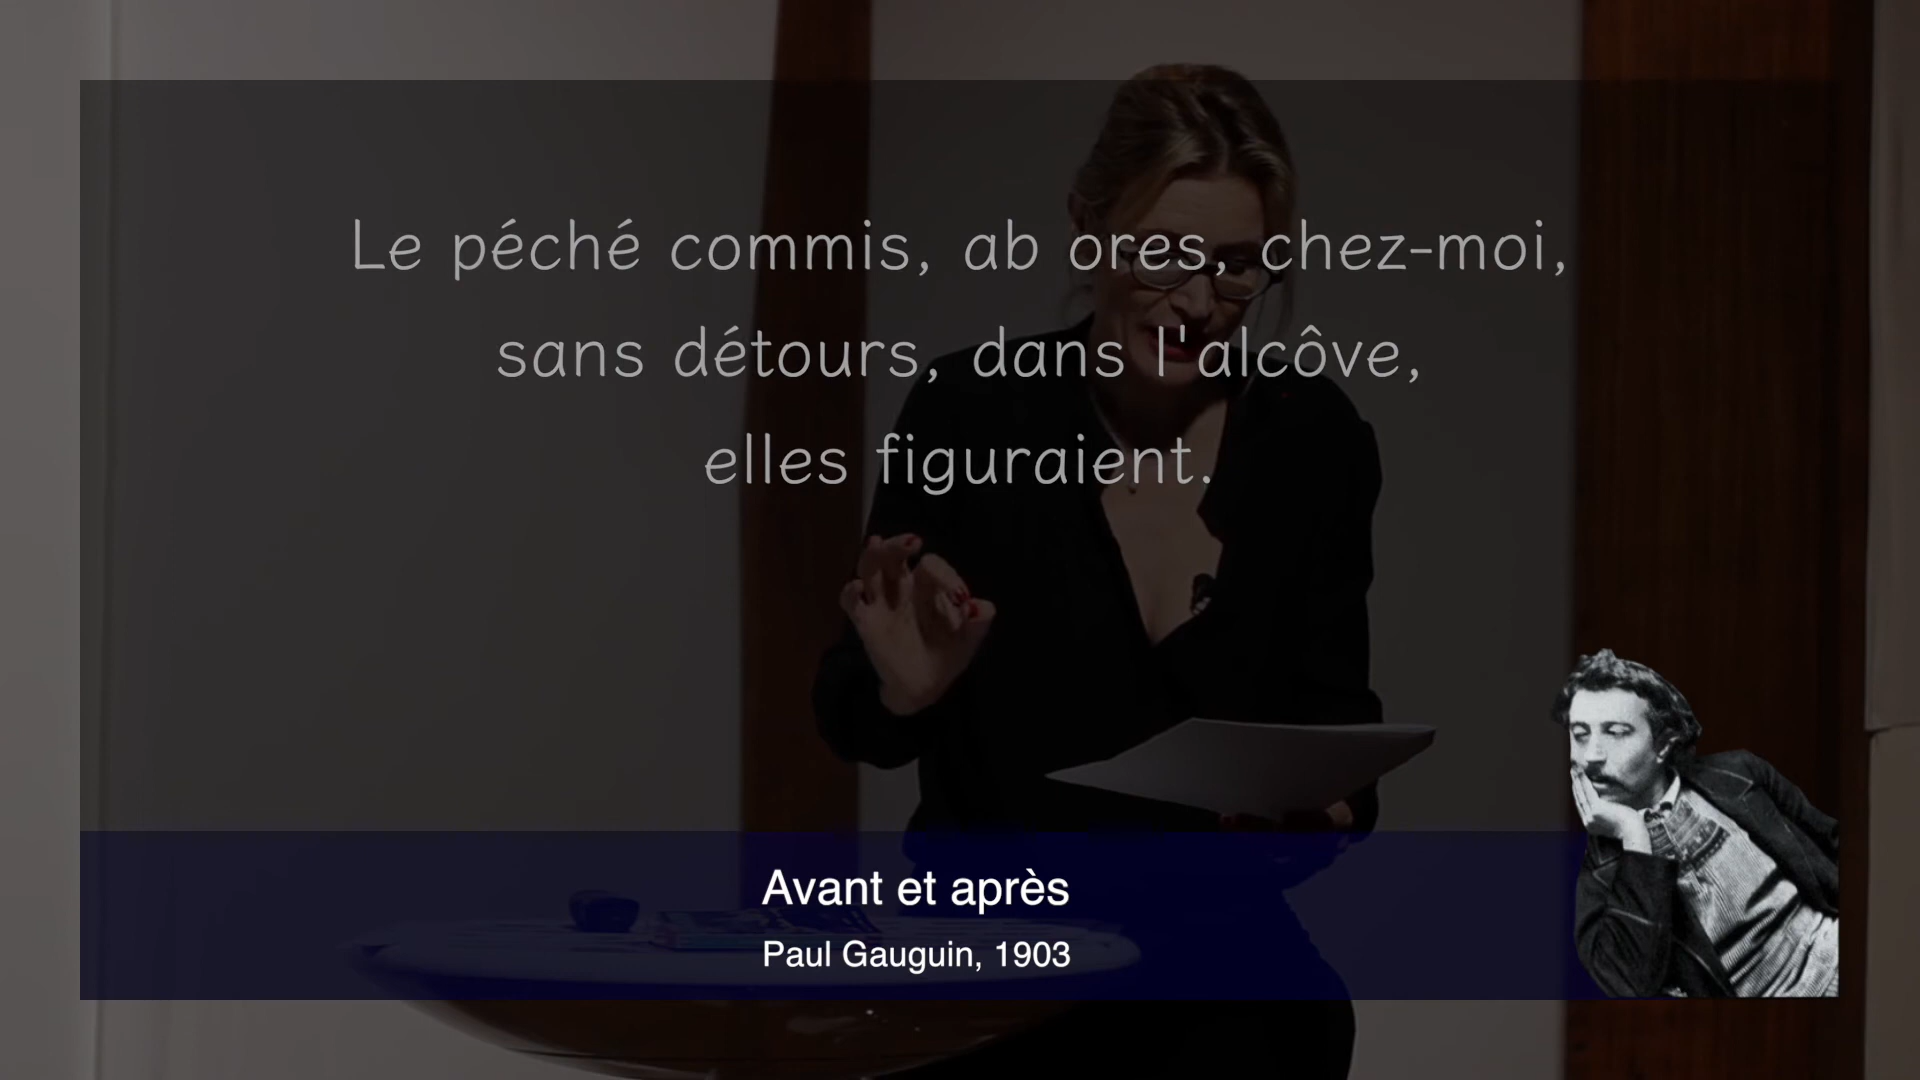 Le péché commis, ab ores, chez-moi,
sans détours, dans l'alcôve,
elles figuraient.
Avant et après
Paul Gauguin, 1903